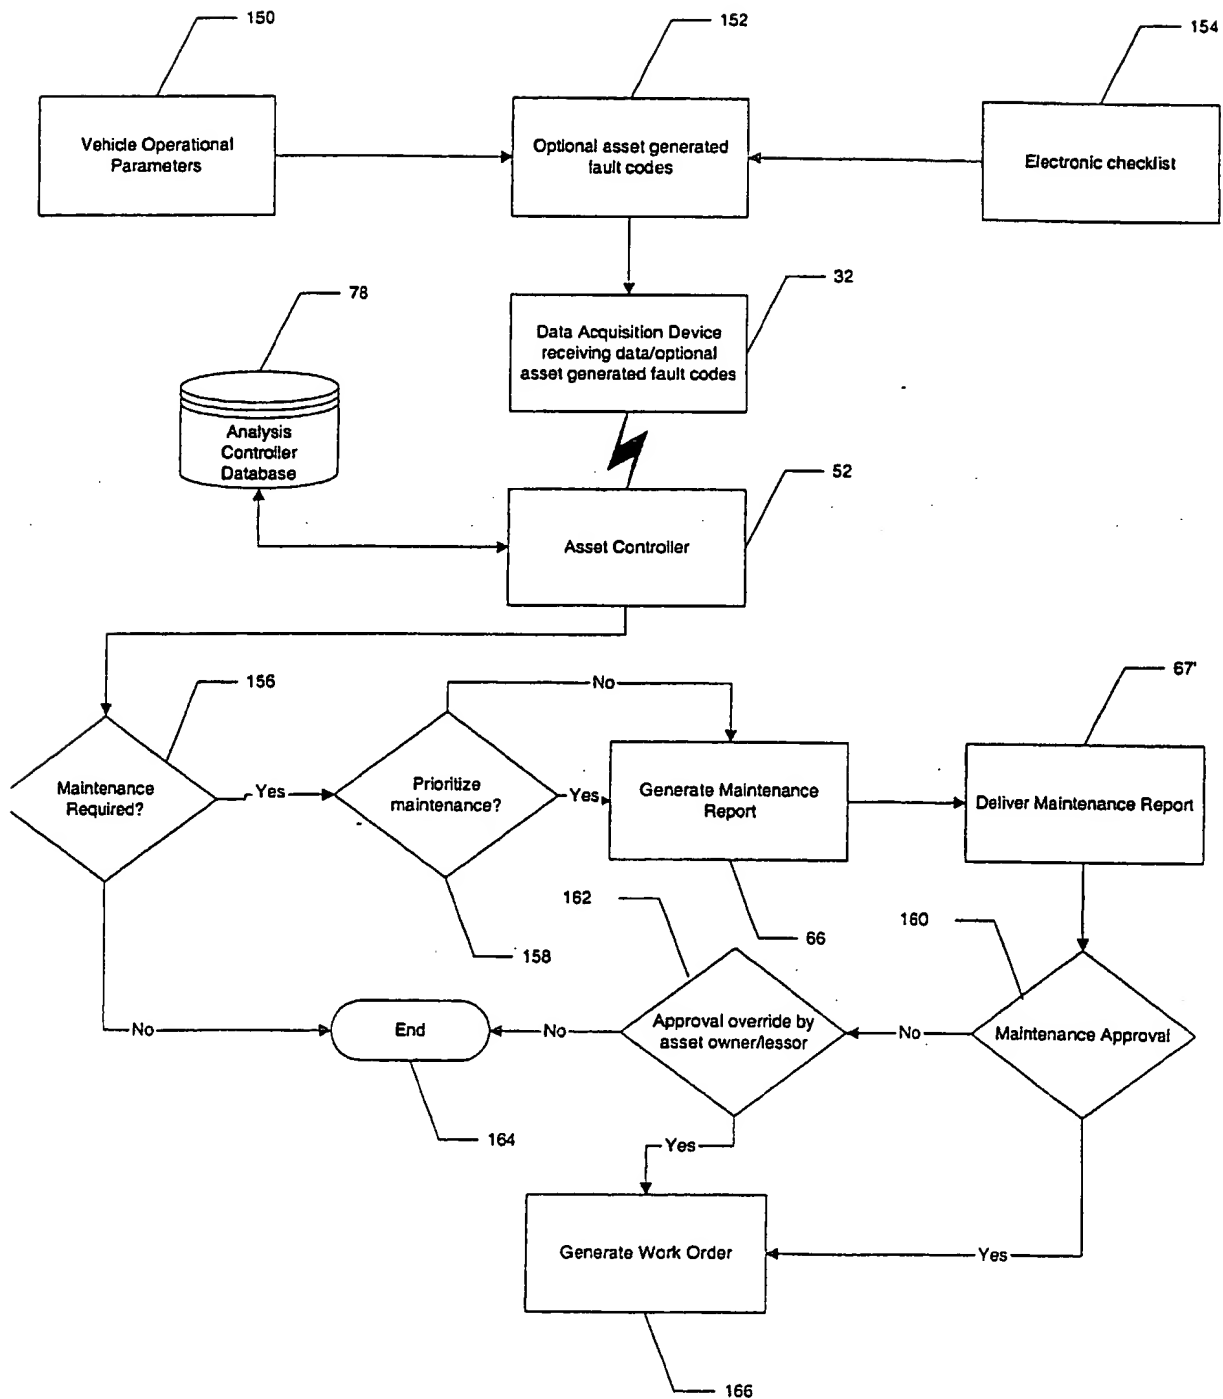 150
152
154
Vehicle Operational
Parameters
Optional asset generated
fault codes
Electronic checklist
32
78
Data Acquisition Device
receiving data/optional
asset generated fault codes
Analysis
Controller
Database
52
Asset Controller
156
No
67'
Maintenance
Required?
Yes
Prioritize
maintenance?
Yes
Generate Maintenance
Report
Deliver Maintenance Report
162
160
66
158
No
End
No
Approval override by
asset owner/lessor
No
Maintenance Approval
164
Yes
Generate Work Order
Yes
166